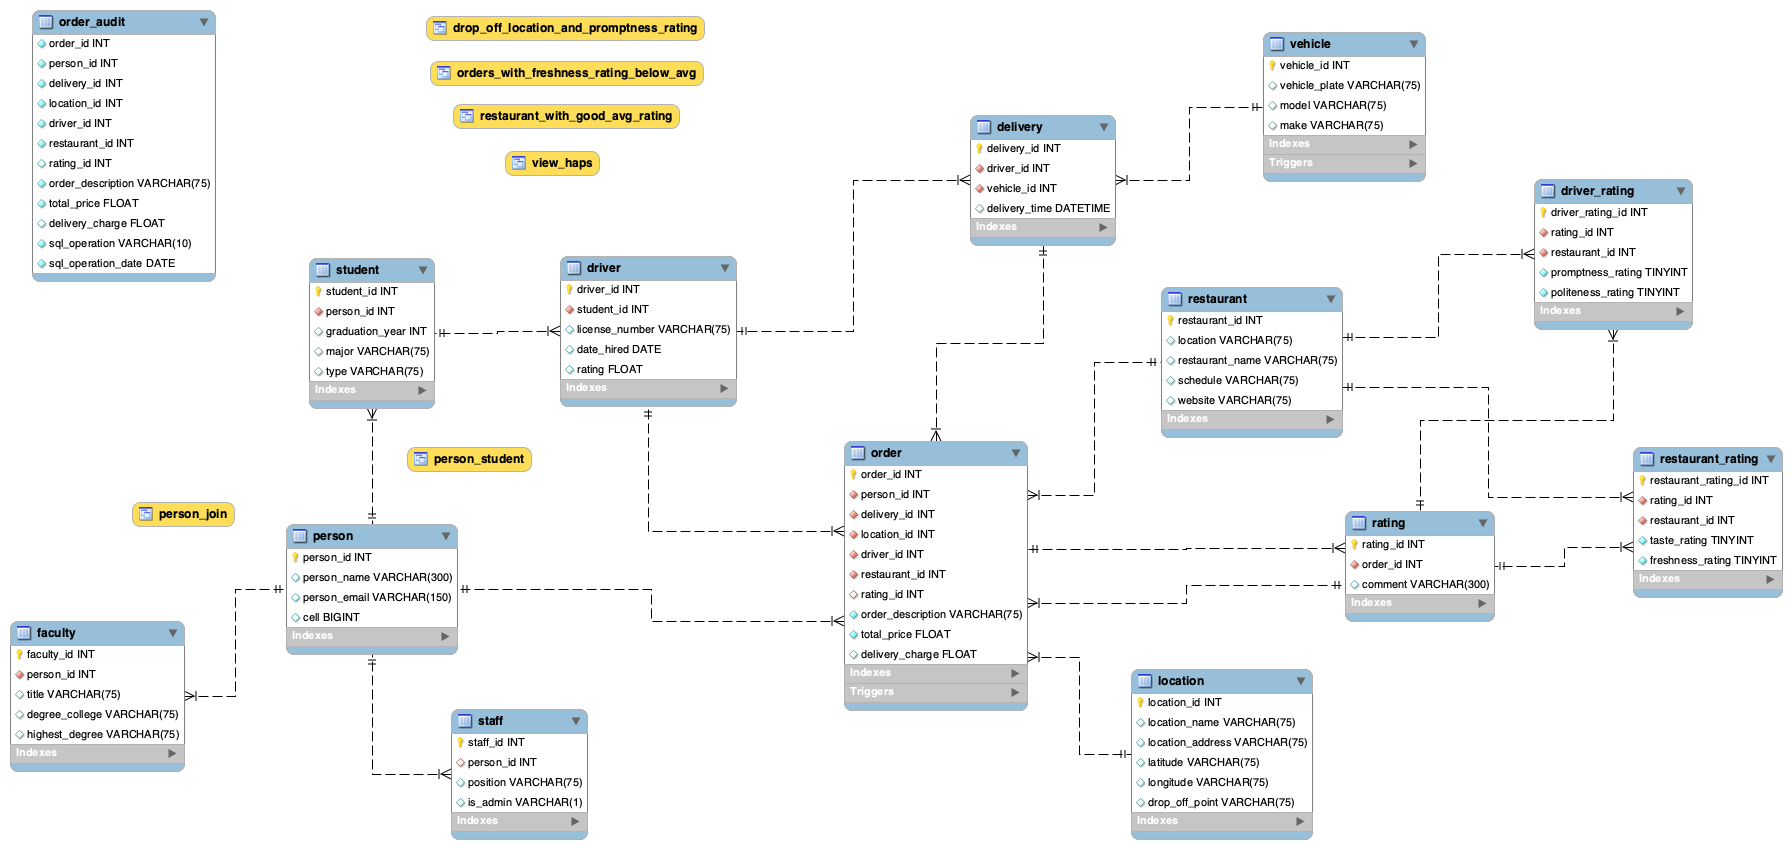 order_audit
order_id INT
person_id INT
delivery_id INT
location_id INT
driver_id INT
restaurant_id INT
rating_id INT
order_description VARCHAR(75)
total_price FLOAT
delivery_charge FLOAT
sql_operation VARCHAR(10)
sql_operation_date DATE
drop_off_location_and_promptness_rating
orders_with_freshness_rating_below_avg
restaurant_with_good_avg_rating
view_haps
vehicle
vehicle_id INT
vehicle_plate VARCHAR(75)
model VARCHAR(75)
make VARCHAR(75)
Indexes
Triggers
delivery
delivery_id INT
driver_id INT
vehicle_id INT
delivery_time DATETIME
Indexes
driver_rating
driver_rating_id INT
rating_id INT
restaurant_id INT
promptness_rating TINYINT
politeness_rating TINYINT
Indexes
student
student_id INT
person_id INT
graduation_year INT
major VARCHAR(75)
type VARCHAR(75)
Indexes
driver
driver_id INT
student_id INT
license_number VARCHAR(75)
date_hired DATE
rating FLOAT
Indexes
restaurant
restaurant_id INT
location VARCHAR(75)
restaurant_name VARCHAR(75)
schedule VARCHAR(75)
website VARCHAR(75)
Indexes
person_student
person_join
order
order_id INT
person_id INT
delivery_id INT
location_id INT
driver_id INT
restaurant_id INT
rating_id INT
order_description VARCHAR(75)
total_price FLOAT
delivery_charge FLOAT
Indexes
Triggers
restaurant_rating
restaurant_rating_id INT
rating_id INT
restaurant_id INT
taste_rating TINYINT
freshness_rating TINYINT
Indexes
rating
rating_id INT
order_id INT
comment VARCHAR(300)
Indexes
person
person_id INT
person_name VARCHAR(300)
person_email VARCHAR(150)
cell BIGINT
Indexes
faculty
faculty_id INT
person_id INT
title VARCHAR(75)
degree_college VARCHAR(75)
highest_degree VARCHAR(75)
Indexes
staff
staff_id INT
person_id INT
position VARCHAR(75)
is_admin VARCHAR(1)
Indexes
location
location_id INT
location_name VARCHAR(75)
location_address VARCHAR(75)
latitude VARCHAR(75)
longitude VARCHAR(75)
drop_off_point VARCHAR(75)
Indexes